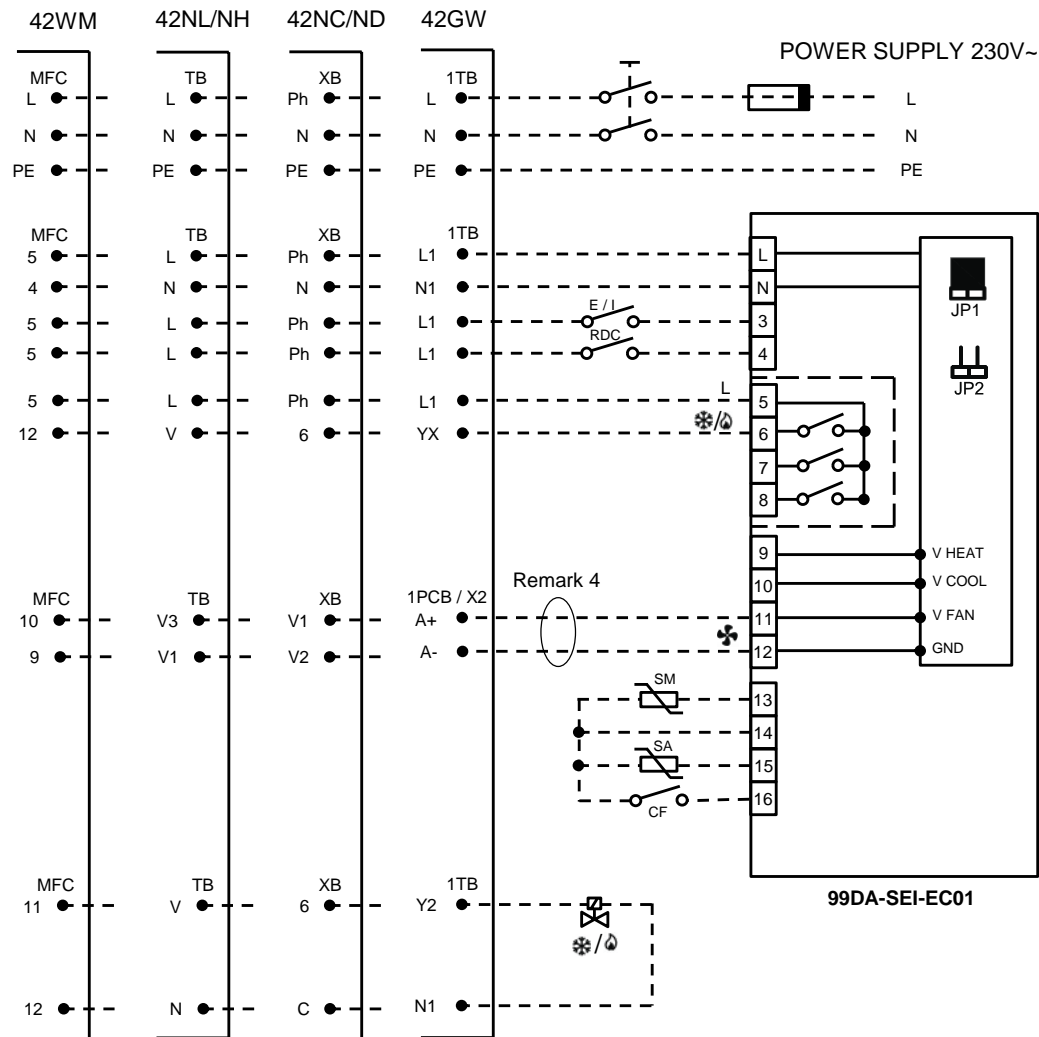 42WM 42NL/NH 42NC/ND 42GW
POWER SUPPLY 230V~
MFC TB XB 1TB
L L Ph L L
N N N N N
PE PE PE PE PE
MFC TB XB 1TB
5 L Ph L1 L
4 N N N1 N
E / I
5 L Ph L1 3
RDC
5 L Ph L1 4
JP1
JP2
L
5 L Ph L1 5
12 V 6 YX / 6
7
8
9 V HEAT
10 V COOL
Remark 4
MFC TB XB 1PCB / X2
10 V3 V1 A+ 11 V FAN
9 V1 V2 A- 12 GND
SM
13
14
SA
15
16
CF
MFC TB XB 1TB
11 V 6 Y2
/
99DA-SEI-EC01
12 N C N1